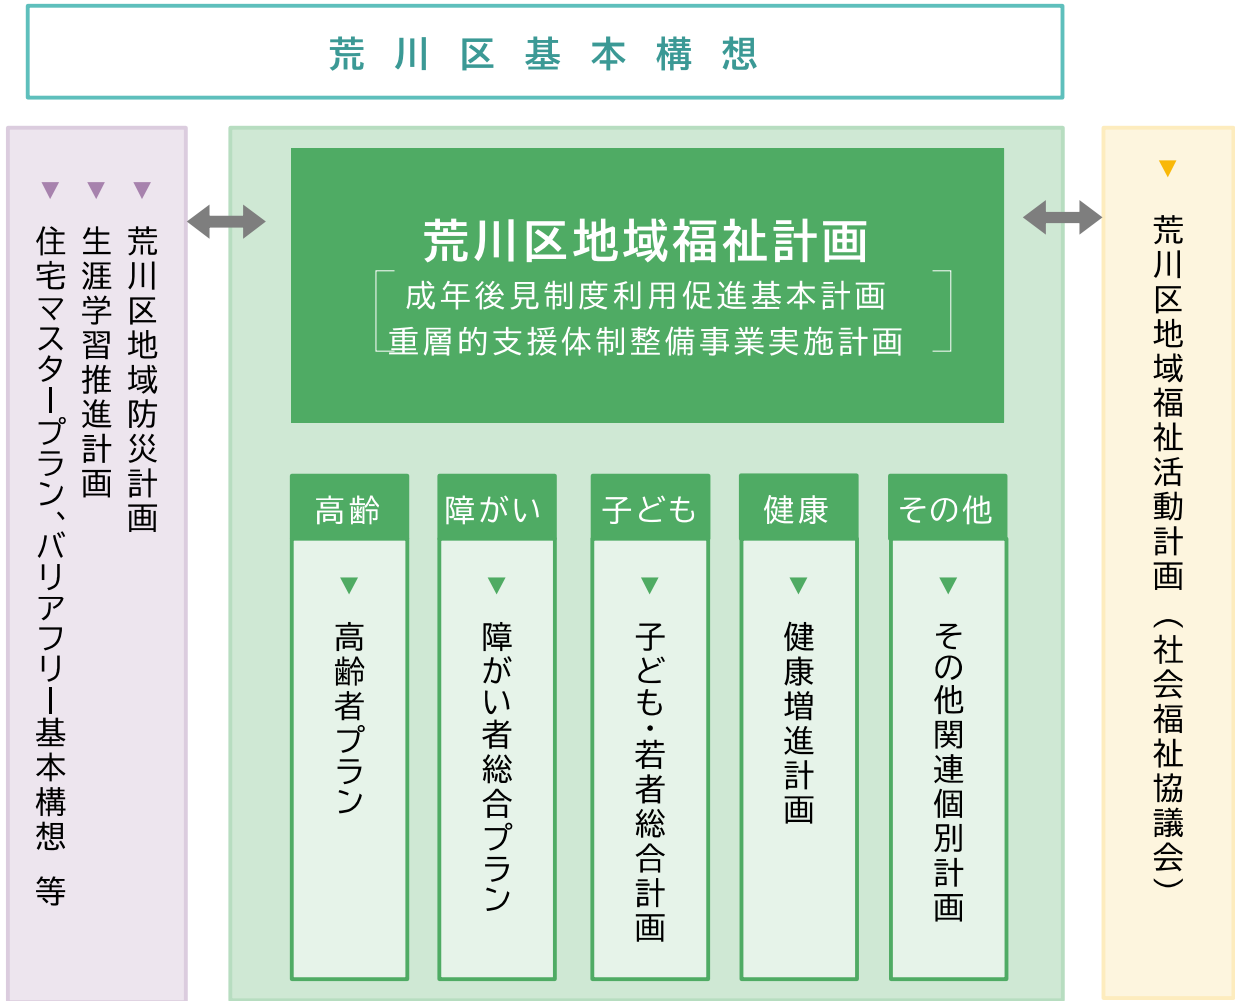 荒川区基本構想
▼荒川区地域防災計画
▼生涯学習推進計画
▼住宅マスタープラン、バリアフリー基本構想 等
荒川区地域福祉計画
成年後見制度利用促進基本計画
重層的支援体制整備事業実施計画
高齢
▼高齢者プラン
障がい
▼障がい者総合プラン
子ども
▼子ども・若者総合計画
健康
▼健康増進計画
その他
▼その他関連個別計画
▼荒川区地域福祉活動計画（社会福祉協議会）